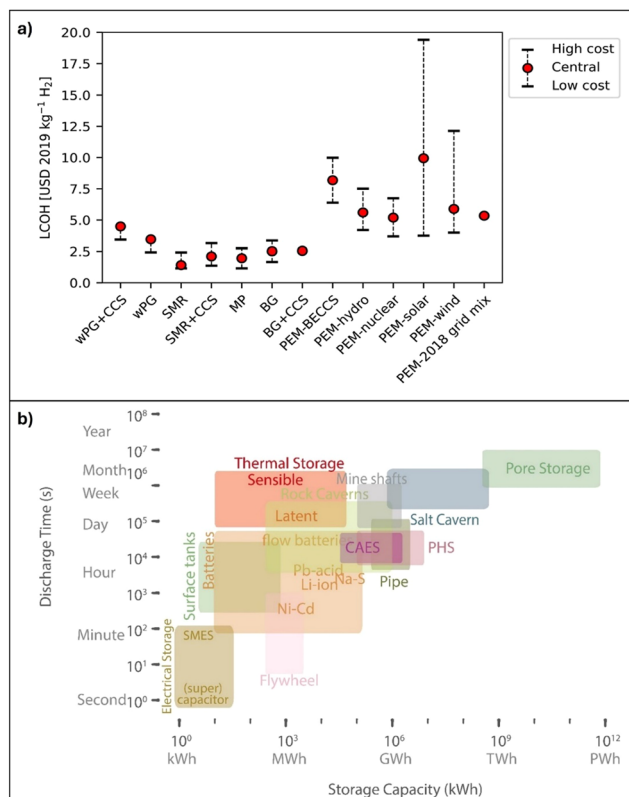 a)
LCOH [USD 2019 kg⁻¹ H₂]
20.0
17.5
15.0
12.5
10.0
7.5
5.0
2.5
0.0
High cost
Central
Low cost
wPG+CCS
wPG
SMR
SMR+CCS
MP
BG
BG+CCS
PEM-BECCS
PEM-hydro
PEM-nuclear
PEM-solar
PEM-wind
PEM-2018 grid mix
b)
Discharge Time (s)
Year
Month
Week
Day
Hour
Minute
Second
10⁸
10⁷
10⁶
10⁵
10⁴
10³
10²
10¹
10⁰
Thermal Storage
Sensible
Mine shafts
Pore Storage
Rock Caverns
Latent
Salt Cavern
flow batteries
CAES
PHS
Batteries
Surface tanks
Pb-acid
Na-S
Li-ion
Pipe
Ni-Cd
SMES
Electrical Storage
(super)
capacitor
Flywheel
10⁰ 10³ 10⁶ 10⁹ 10¹²
kWh MWh GWh TWh PWh
Storage Capacity (kWh)